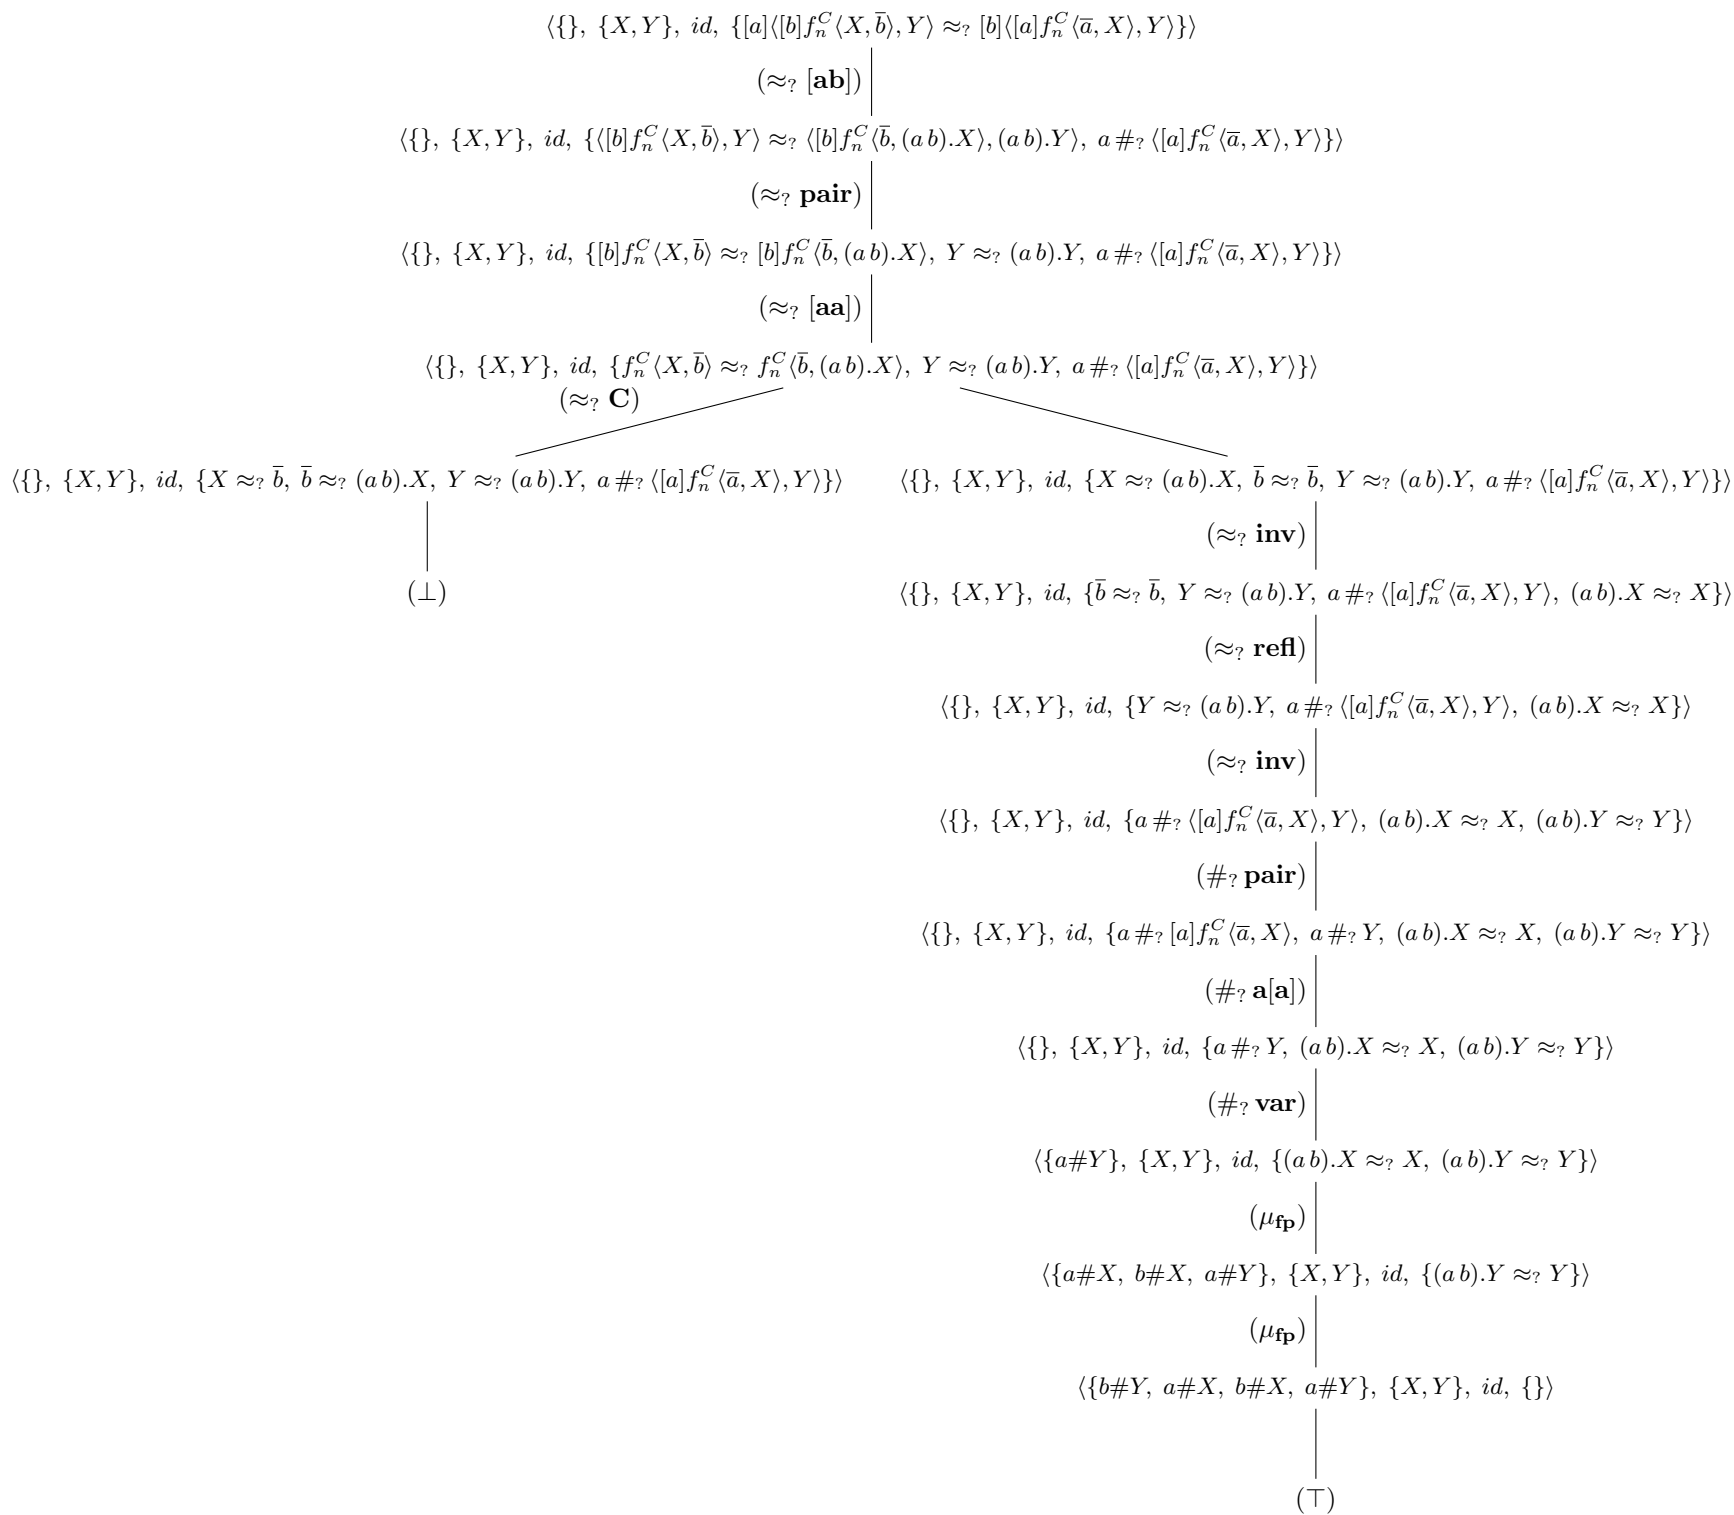 ⟨{}, {X, Y}, id, {[a]⟨[b]f_n^C⟨X, b̅⟩, Y⟩ ≈? [b]⟨[a]f_n^C⟨a̅, X⟩, Y⟩}⟩
(≈? [ab])
⟨{}, {X, Y}, id, {⟨[b]f_n^C⟨X, b̅⟩, Y⟩ ≈? ⟨[b]f_n^C⟨b̅, (a b).X⟩, (a b).Y⟩, a #? ⟨[a]f_n^C⟨a̅, X⟩, Y⟩}⟩
(≈? pair)
⟨{}, {X, Y}, id, {[b]f_n^C⟨X, b̅⟩ ≈? [b]f_n^C⟨b̅, (a b).X⟩, Y ≈? (a b).Y, a #? ⟨[a]f_n^C⟨a̅, X⟩, Y⟩}⟩
(≈? [aa])
⟨{}, {X, Y}, id, {f_n^C⟨X, b̅⟩ ≈? f_n^C⟨b̅, (a b).X⟩, Y ≈? (a b).Y, a #? ⟨[a]f_n^C⟨a̅, X⟩, Y⟩}⟩
(≈? C)
⟨{}, {X, Y}, id, {X ≈? b̅, b̅ ≈? (a b).X, Y ≈? (a b).Y, a #? ⟨[a]f_n^C⟨a̅, X⟩, Y⟩}⟩
(⊥)
⟨{}, {X, Y}, id, {X ≈? (a b).X, b̅ ≈? b̅, Y ≈? (a b).Y, a #? ⟨[a]f_n^C⟨a̅, X⟩, Y⟩}⟩
(≈? inv)
⟨{}, {X, Y}, id, {b̅ ≈? b̅, Y ≈? (a b).Y, a #? ⟨[a]f_n^C⟨a̅, X⟩, Y⟩, (a b).X ≈? X}⟩
(≈? refl)
⟨{}, {X, Y}, id, {Y ≈? (a b).Y, a #? ⟨[a]f_n^C⟨a̅, X⟩, Y⟩, (a b).X ≈? X}⟩
(≈? inv)
⟨{}, {X, Y}, id, {a #? ⟨[a]f_n^C⟨a̅, X⟩, Y⟩, (a b).X ≈? X, (a b).Y ≈? Y}⟩
(#? pair)
⟨{}, {X, Y}, id, {a #? [a]f_n^C⟨a̅, X⟩, a #? Y, (a b).X ≈? X, (a b).Y ≈? Y}⟩
(#? a[a])
⟨{}, {X, Y}, id, {a #? Y, (a b).X ≈? X, (a b).Y ≈? Y}⟩
(#? var)
⟨{a#Y}, {X, Y}, id, {(a b).X ≈? X, (a b).Y ≈? Y}⟩
(μ_fp)
⟨{a#X, b#X, a#Y}, {X, Y}, id, {(a b).Y ≈? Y}⟩
(μ_fp)
⟨{b#Y, a#X, b#X, a#Y}, {X, Y}, id, {}⟩
(⊤)